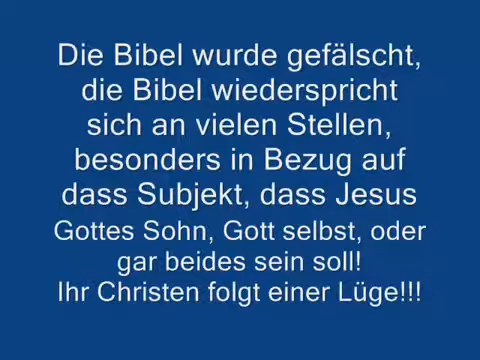 Die Bibel wurde gefälscht,
die Bibel wiederspricht
sich an vielen Stellen,
besonders in Bezug auf
dass Subjekt, dass Jesus
Gottes Sohn, Gott selbst, oder
gar beides sein soll!
Ihr Christen folgt einer Lüge!!!